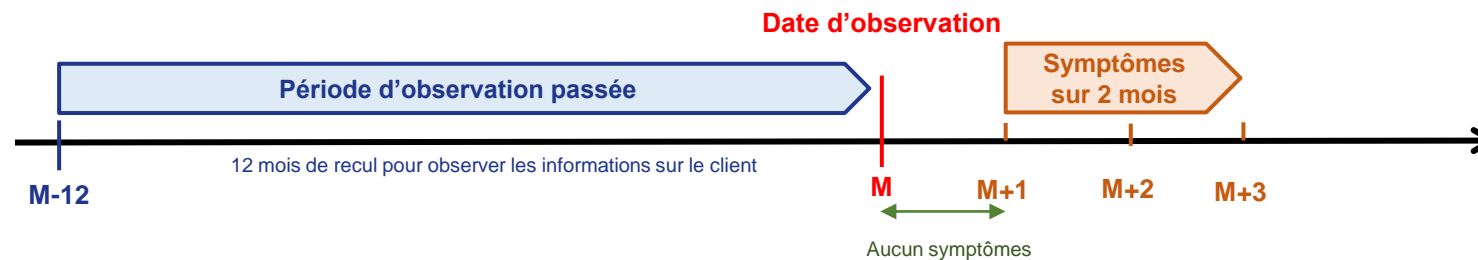 Date d'observation
Période d'observation passée
Symptômes
sur 2 mois
12 mois de recul pour observer les informations sur le client
M-12
M
M+1
M+2
M+3
Aucun symptômes